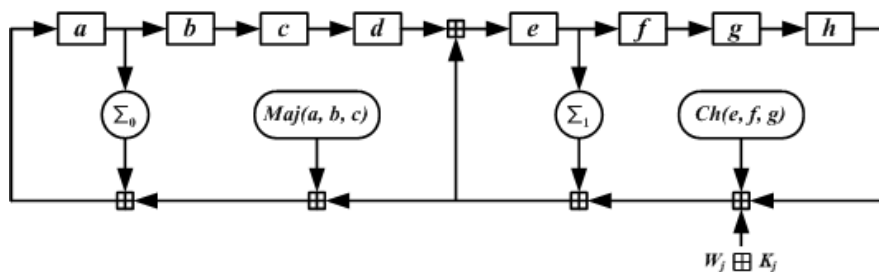 a b c d ⊞ e f g h
Σ₀ Maj(a, b, c) Σ₁ Ch(e, f, g)
⊞ ⊞ ⊞ ⊞
Wⱼ ⊞ Kⱼ